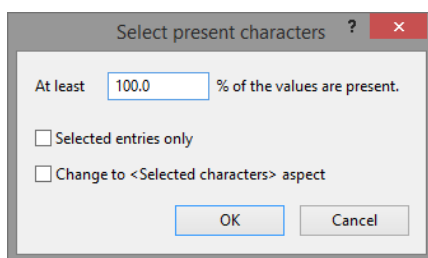 Select present characters ? ×
At least 100.0 % of the values are present.
Selected entries only
Change to <Selected characters> aspect
OK Cancel